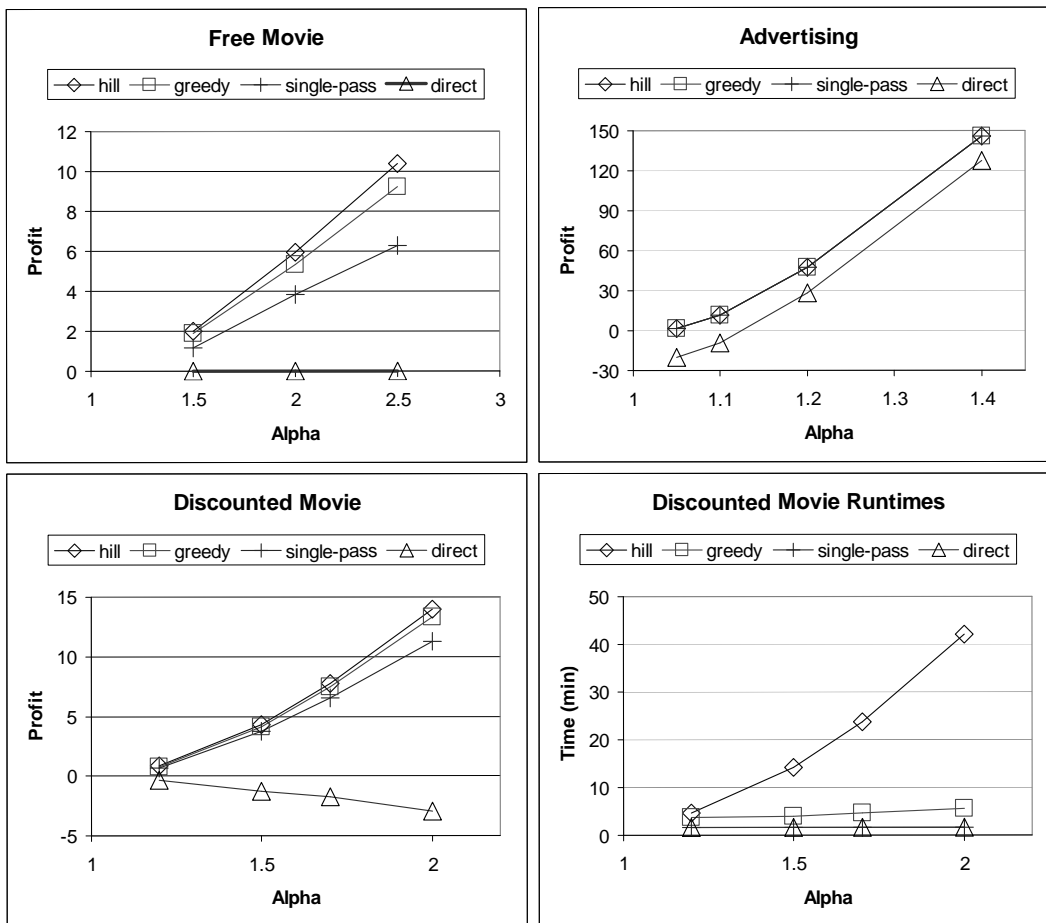 Free Movie
hill greedy single-pass direct
Profit
12
10
8
6
4
2
0
1 1.5 2 2.5 3
Alpha
Advertising
hill greedy single-pass direct
Profit
150
120
90
60
30
0
-30
1 1.1 1.2 1.3 1.4
Alpha
Discounted Movie
hill greedy single-pass direct
Profit
15
10
5
0
-5
1 1.5 2
Alpha
Discounted Movie Runtimes
hill greedy single-pass direct
Time (min)
50
40
30
20
10
0
1 1.5 2
Alpha